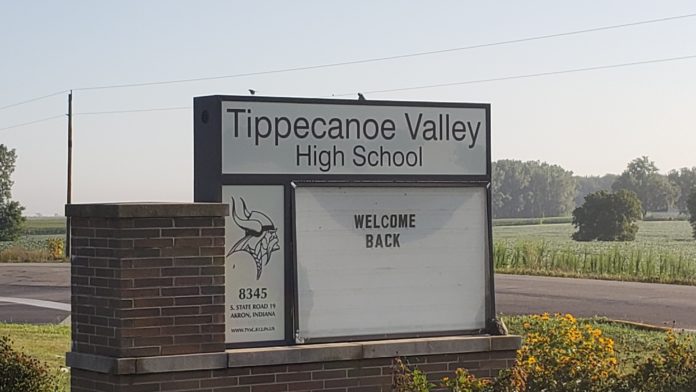 Tippecanoe Valley
High School
WELCOME
BACK
8345
S. STATE ROAD 19
AKRON, INDIANA